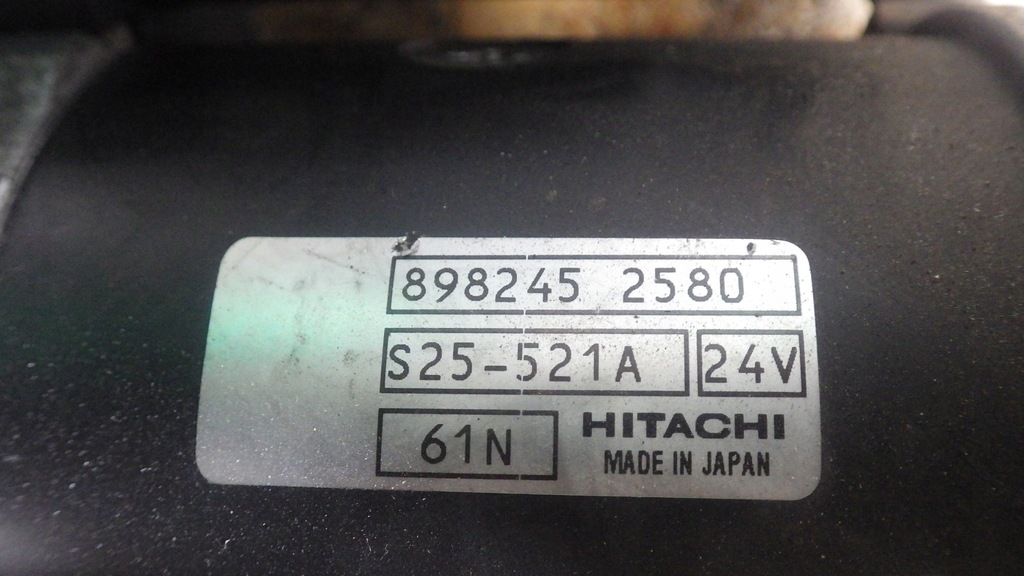 898245 2580
S25-521A 24V
61N HITACHI
MADE IN JAPAN